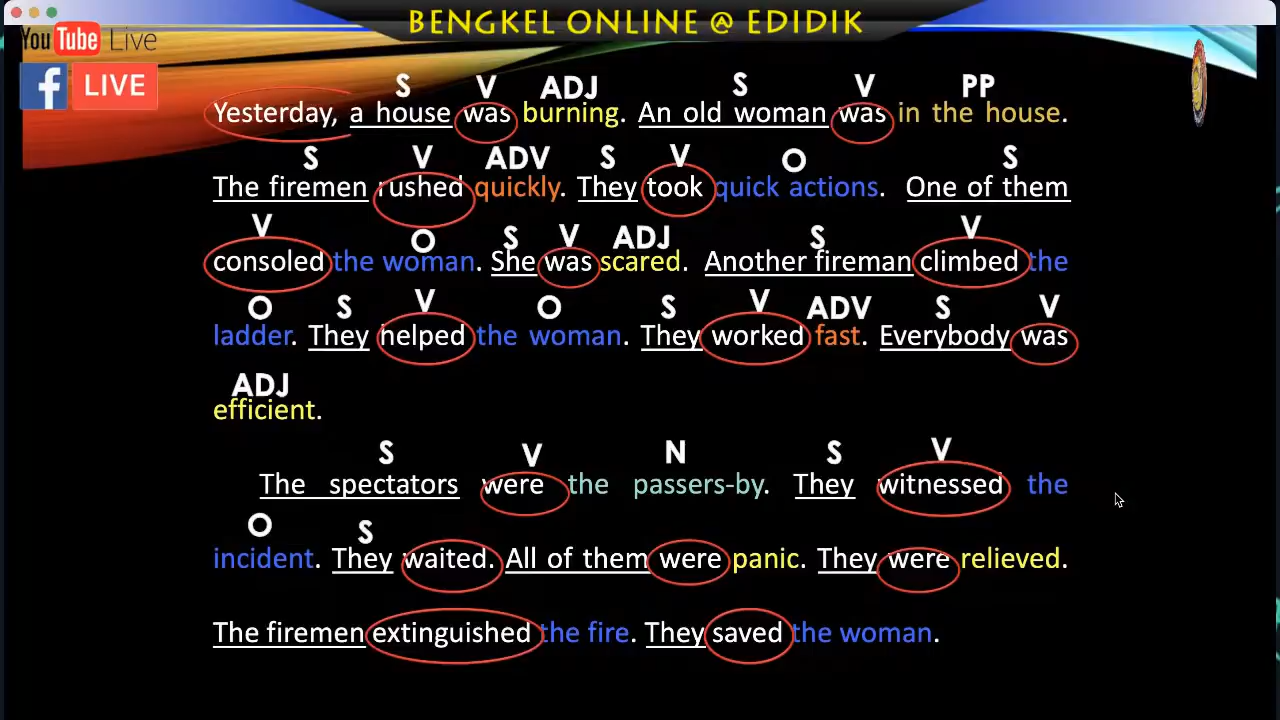 BENGKEL ONLINE @ EDIDIK
YouTube Live
f LIVE
S V ADJ S V PP
Yesterday, a house was burning. An old woman was in the house.
S V ADV S V O S
The firemen rushed quickly. They took quick actions. One of them
V O S V ADJ S V
consoled the woman. She was scared. Another fireman climbed the
O S V O S V ADV S V
ladder. They helped the woman. They worked fast. Everybody was
ADJ
efficient.
S V N S V
The spectators were the passers-by. They witnessed the
O S
incident. They waited. All of them were panic. They were relieved.
The firemen extinguished the fire. They saved the woman.